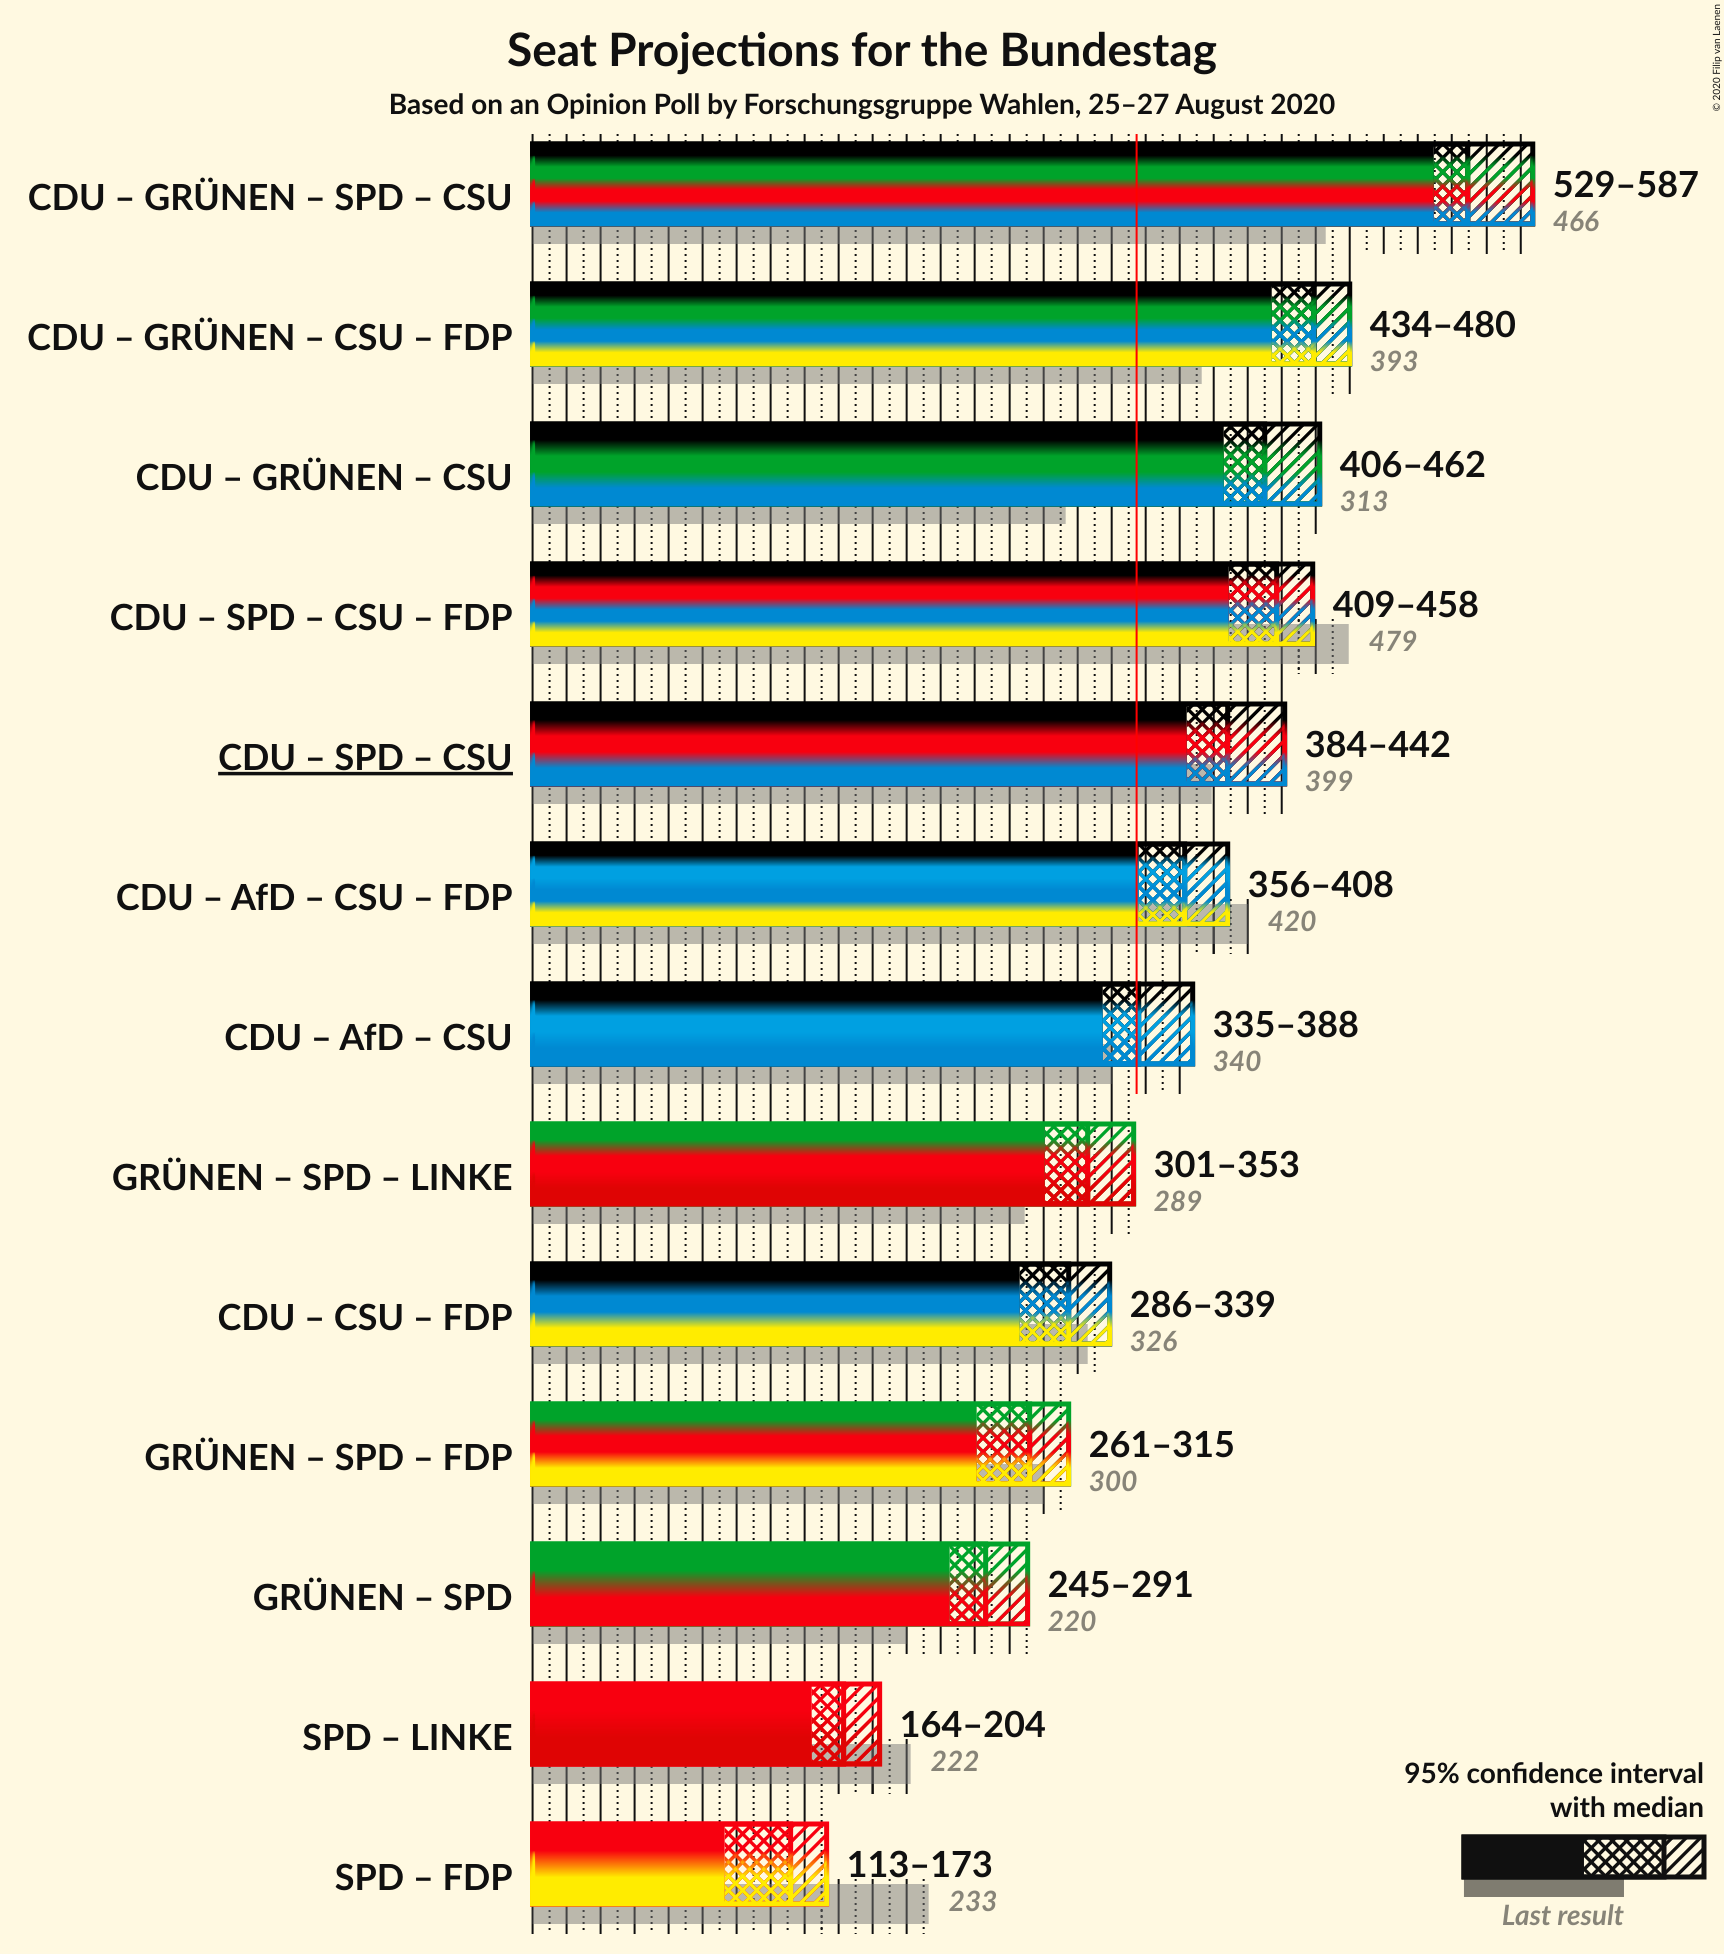 Seat Projections for the Bundestag
Based on an Opinion Poll by Forschungsgruppe Wahlen, 25–27 August 2020
© 2020 Filip van Laenen
CDU – GRÜNEN – SPD – CSU
529–587
466
CDU – GRÜNEN – CSU – FDP
434–480
393
CDU – GRÜNEN – CSU
406–462
313
CDU – SPD – CSU – FDP
409–458
479
CDU – SPD – CSU
384–442
399
CDU – AfD – CSU – FDP
356–408
420
CDU – AfD – CSU
335–388
340
GRÜNEN – SPD – LINKE
301–353
289
CDU – CSU – FDP
286–339
326
GRÜNEN – SPD – FDP
261–315
300
GRÜNEN – SPD
245–291
220
SPD – LINKE
164–204
222
SPD – FDP
113–173
233
95% confidence interval
with median
Last result